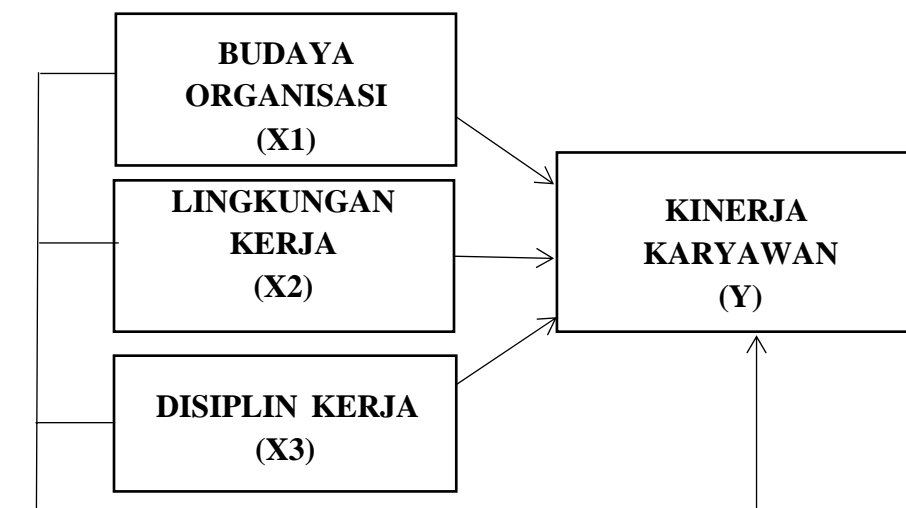 BUDAYA
ORGANISASI
(X1)
LINGKUNGAN
KERJA
(X2)
DISIPLIN KERJA
(X3)
KINERJA
KARYAWAN
(Y)